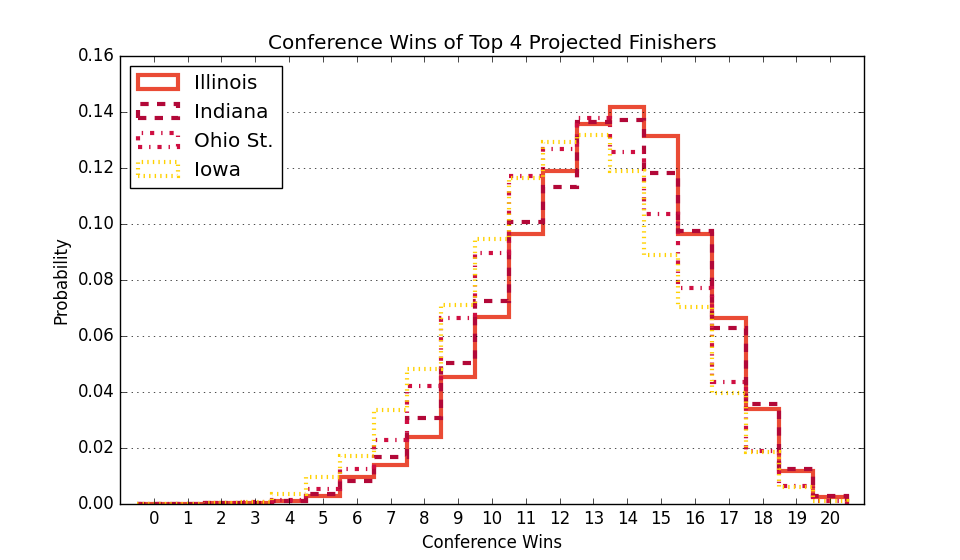 Conference Wins of Top 4 Projected Finishers
0.16
0.14
0.12
0.10
0.08
0.06
0.04
0.02
0.00
Probability
Illinois
Indiana
Ohio St.
Iowa
0 1 2 3 4 5 6 7 8 9 10 11 12 13 14 15 16 17 18 19 20
Conference Wins